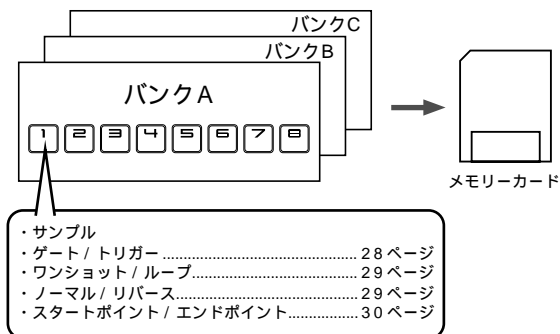 バンクC
バンクB
バンクA
1 2 3 4 5 6 7 8
メモリーカード
・サンプル
・ゲート / トリガー ................................................ 28ページ
・ワンショット / ループ........................................ 29ページ
・ノーマル / リバース............................................. 29ページ
・スタートポイント / エンドポイント................. 30ページ